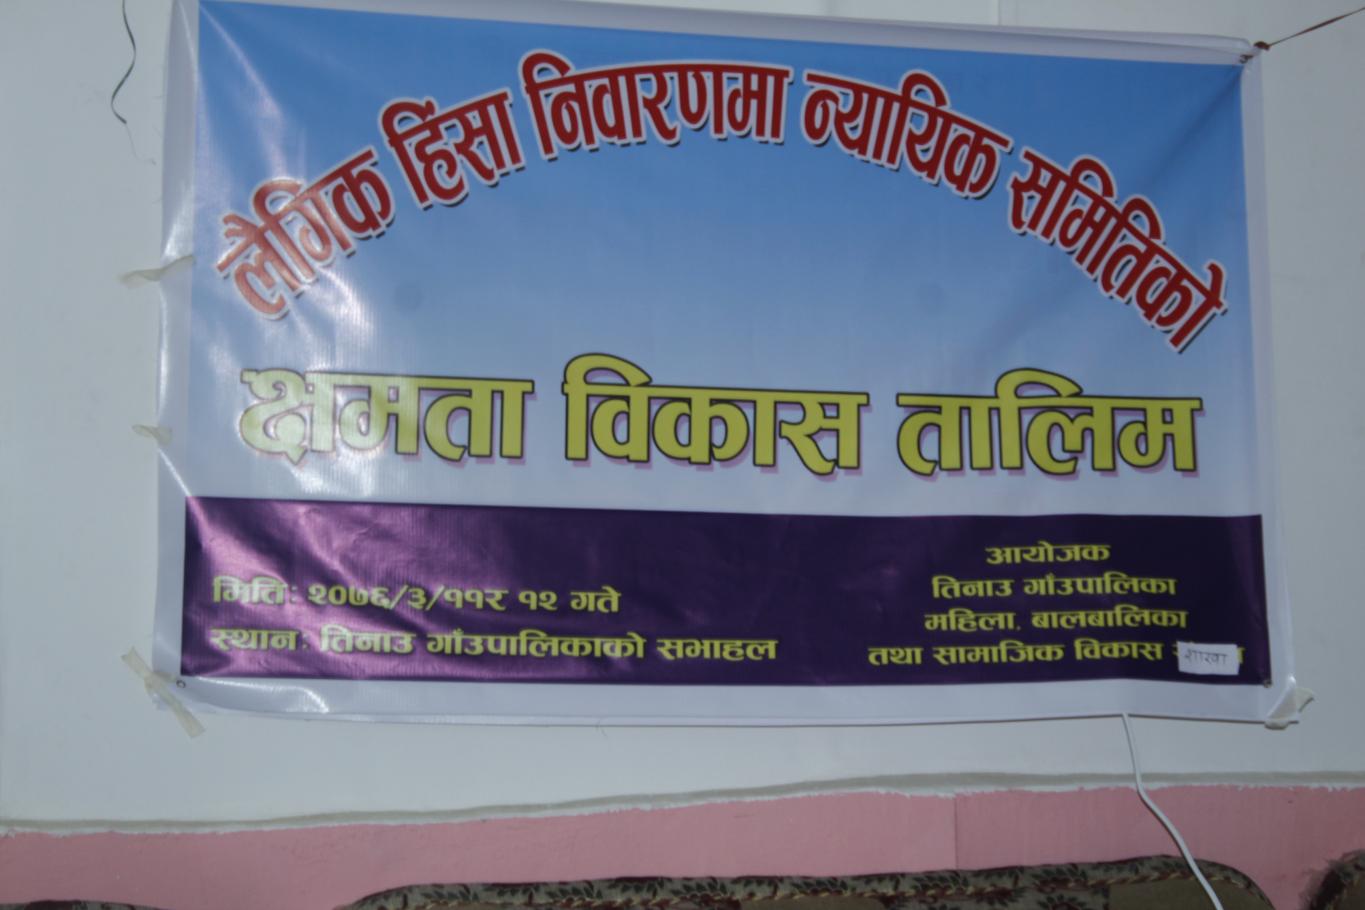 लैगिक हिंसा निवारणमा न्यायिक समितिको
क्षमता विकास तालिम
मिति: २०७६/३/११र १२ गते
स्थान: तिनाउ गाँउपालिकाको सभाहल
आयोजक
तिनाउ गाँउपालिका
महिला, बालबालिका
तथा सामाजिक विकास शाखा